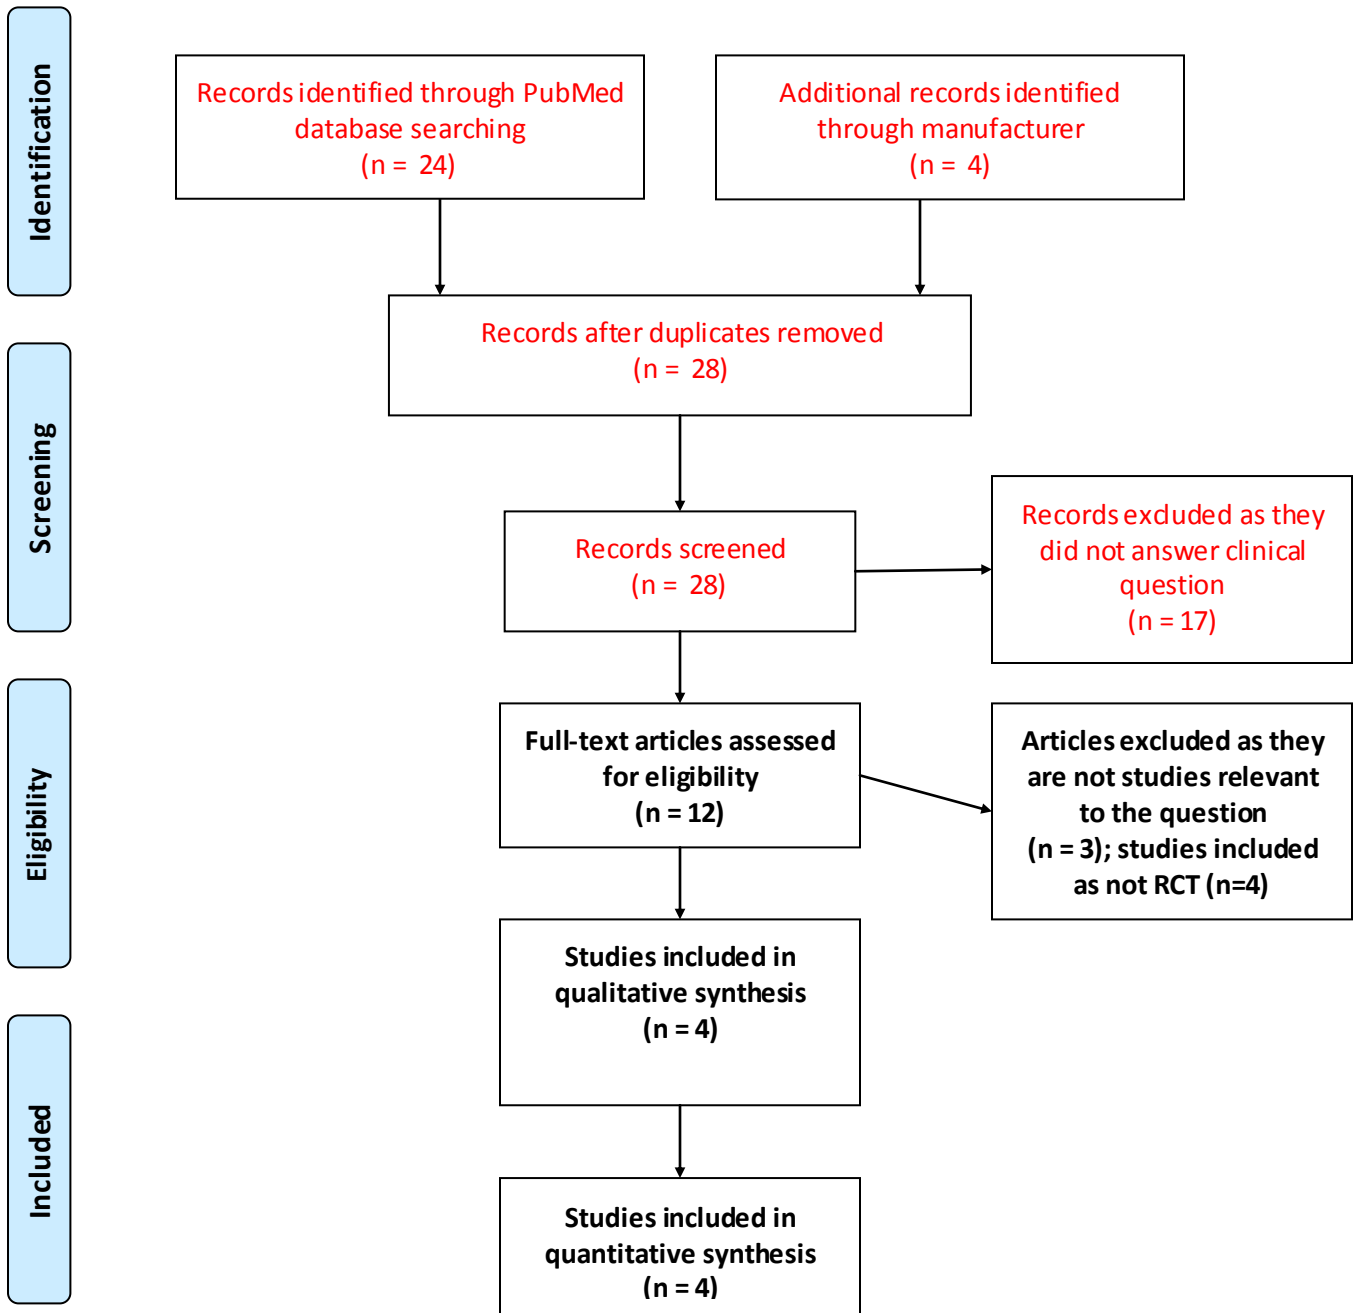 Identification
Records identified through PubMed
database searching
(n = 24)
Additional records identified
through manufacturer
(n = 4)
Records after duplicates removed
(n = 28)
Screening
Records screened
(n = 28)
Records excluded as they
did not answer clinical
question
(n = 17)
Eligibility
Full-text articles assessed
for eligibility
(n = 12)
Articles excluded as they
are not studies relevant
to the question
(n = 3); studies included
as not RCT (n=4)
Studies included in
qualitative synthesis
(n = 4)
Included
Studies included in
quantitative synthesis
(n = 4)